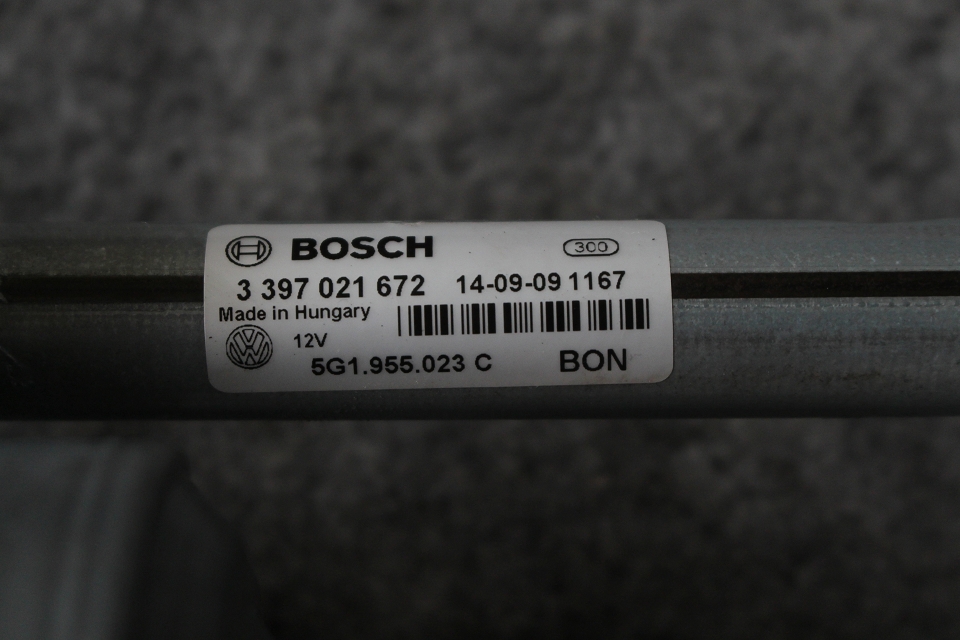 BOSCH 300
3 397 021 672 14-09-09 1167
Made in Hungary
12V
5G1.955.023 C BON